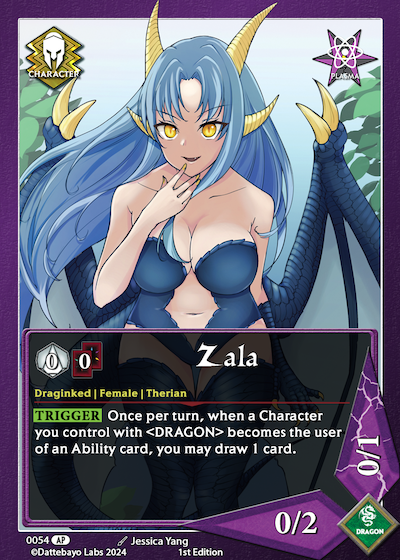 CHARACTER
PLASMA
0 0 Zala
Draginked | Female | Therian
TRIGGER Once per turn, when a Character
you control with <DRAGON> becomes the user
of an Ability card, you may draw 1 card.
0/1
0/2
DRAGON
0054 AP Jessica Yang
©Dattebayo Labs 2024 1st Edition